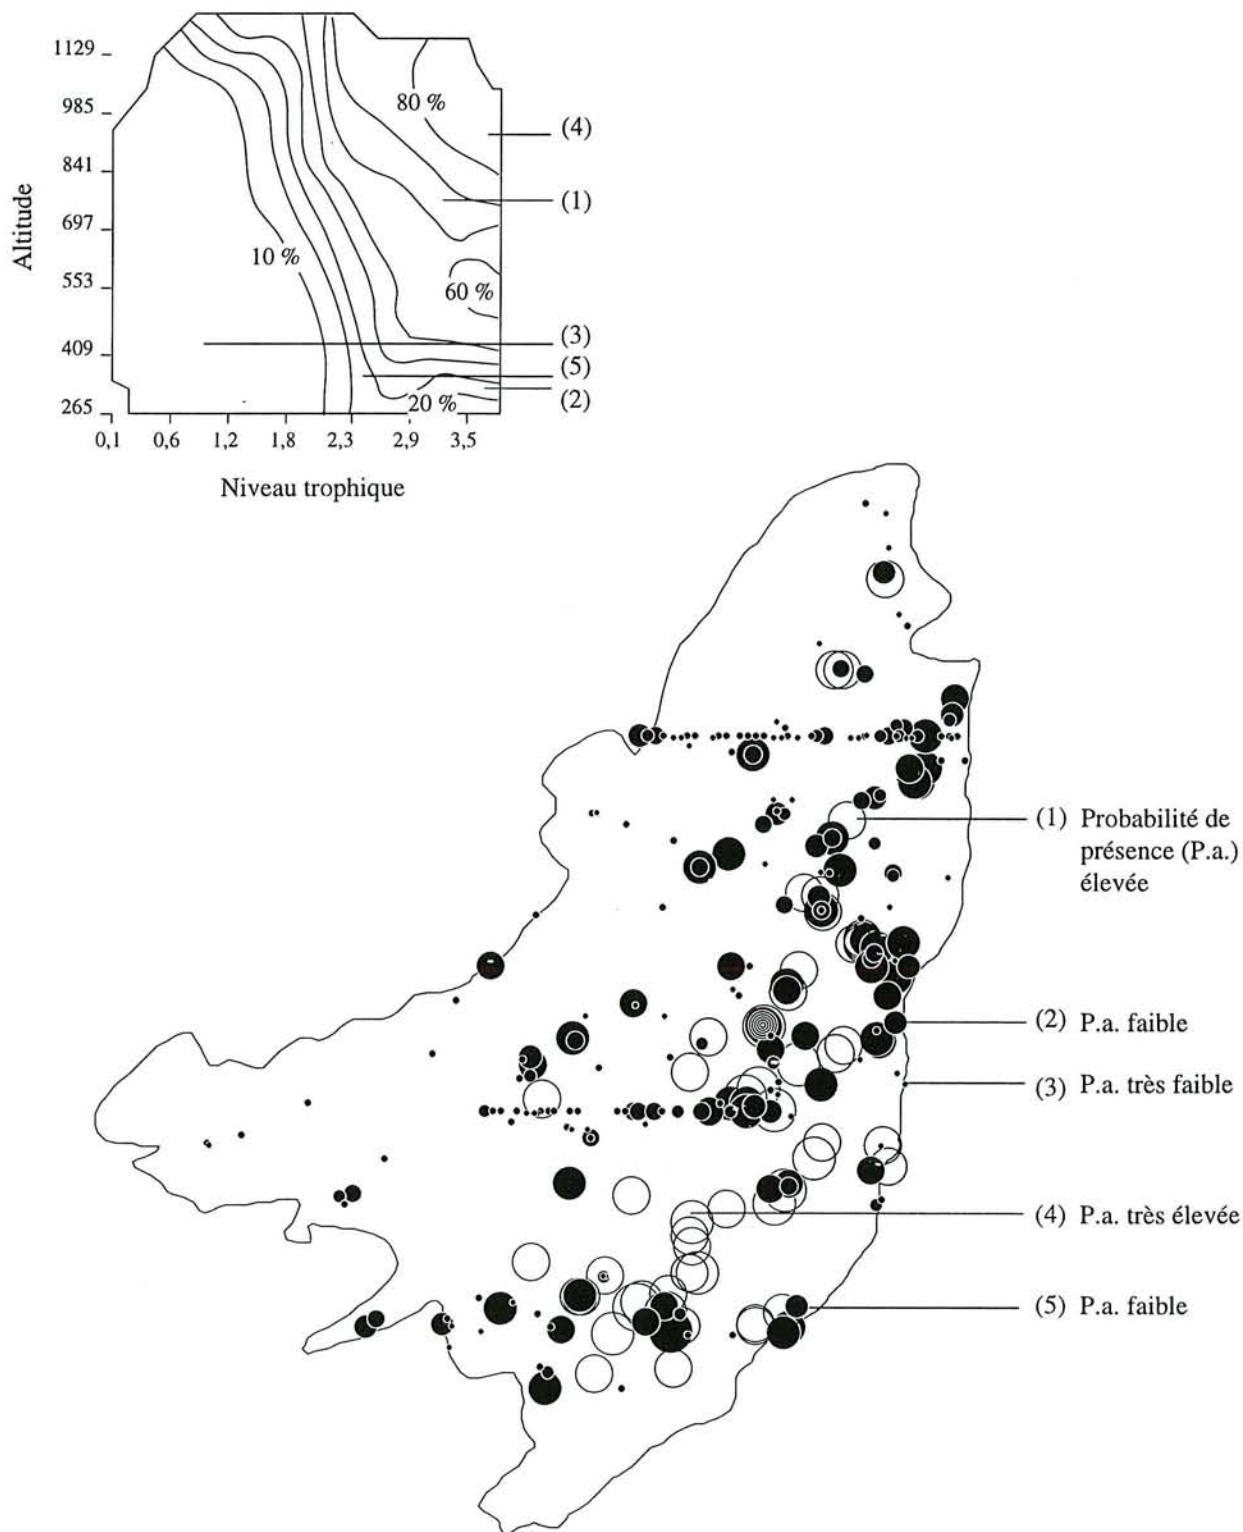 1129
985
841
697
553
409
265
Altitude
0,1 0,6 1,2 1,8 2,3 2,9 3,5
Niveau trophique
80 %
10 %
60 %
20 %
(4)
(1)
(3)
(5)
(2)
(1) Probabilité de
présence (P.a.)
élevée
(2) P.a. faible
(3) P.a. très faible
(4) P.a. très élevée
(5) P.a. faible